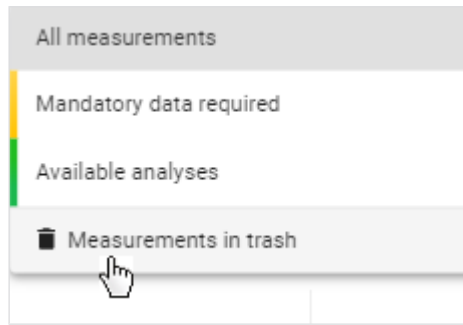 All measurements
Mandatory data required
Available analyses
Measurements in trash